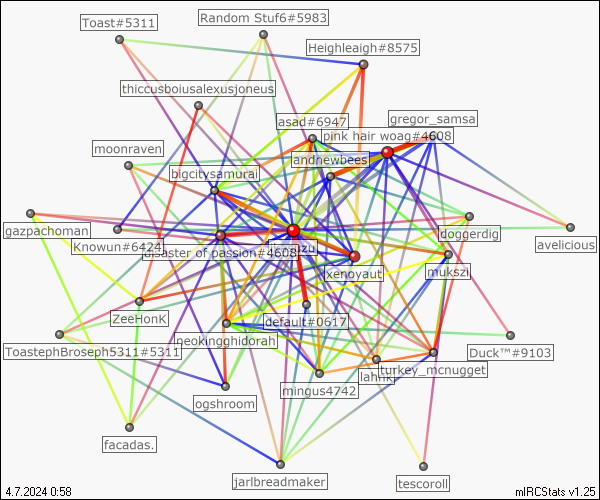 Toast#5311
Random Stuf6#5983
Heighleaigh#8575
thiccusboiusalexusjoneus
asad#6947
gregor_samsa
pink hair woag#4608
moonraven
andnewbees
bigcitysamurai
gazpachoman
Knowun#6424
disaster of passion#4608
doggerdig
avelicious
xenoyaut
mukszi
ZeeHonK
default#0617
neokingghidorah
ToastephBroseph5311#5311
Duck™#9103
lahnk
turkey_mcnugget
mingus4742
ogshroom
facadas.
jarlbreadmaker
tescoroll
4.7.2024 0:58
mIRCStats v1.25